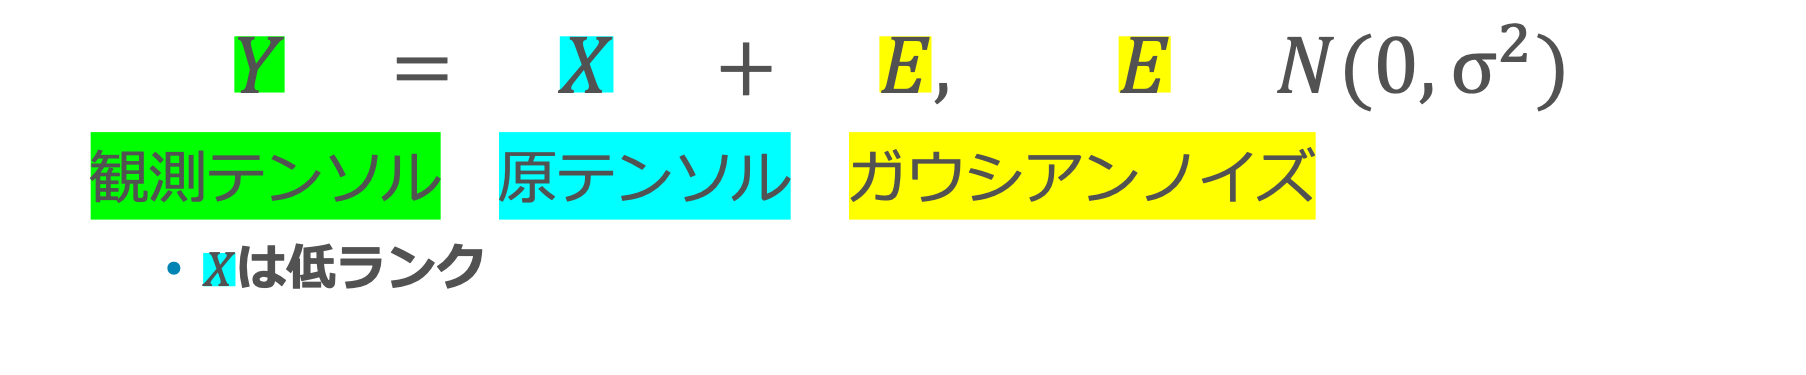 Y = X + E, E N(0, σ²)
観測テンソル 原テンソル ガウシアンノイズ
• Xは低ランク